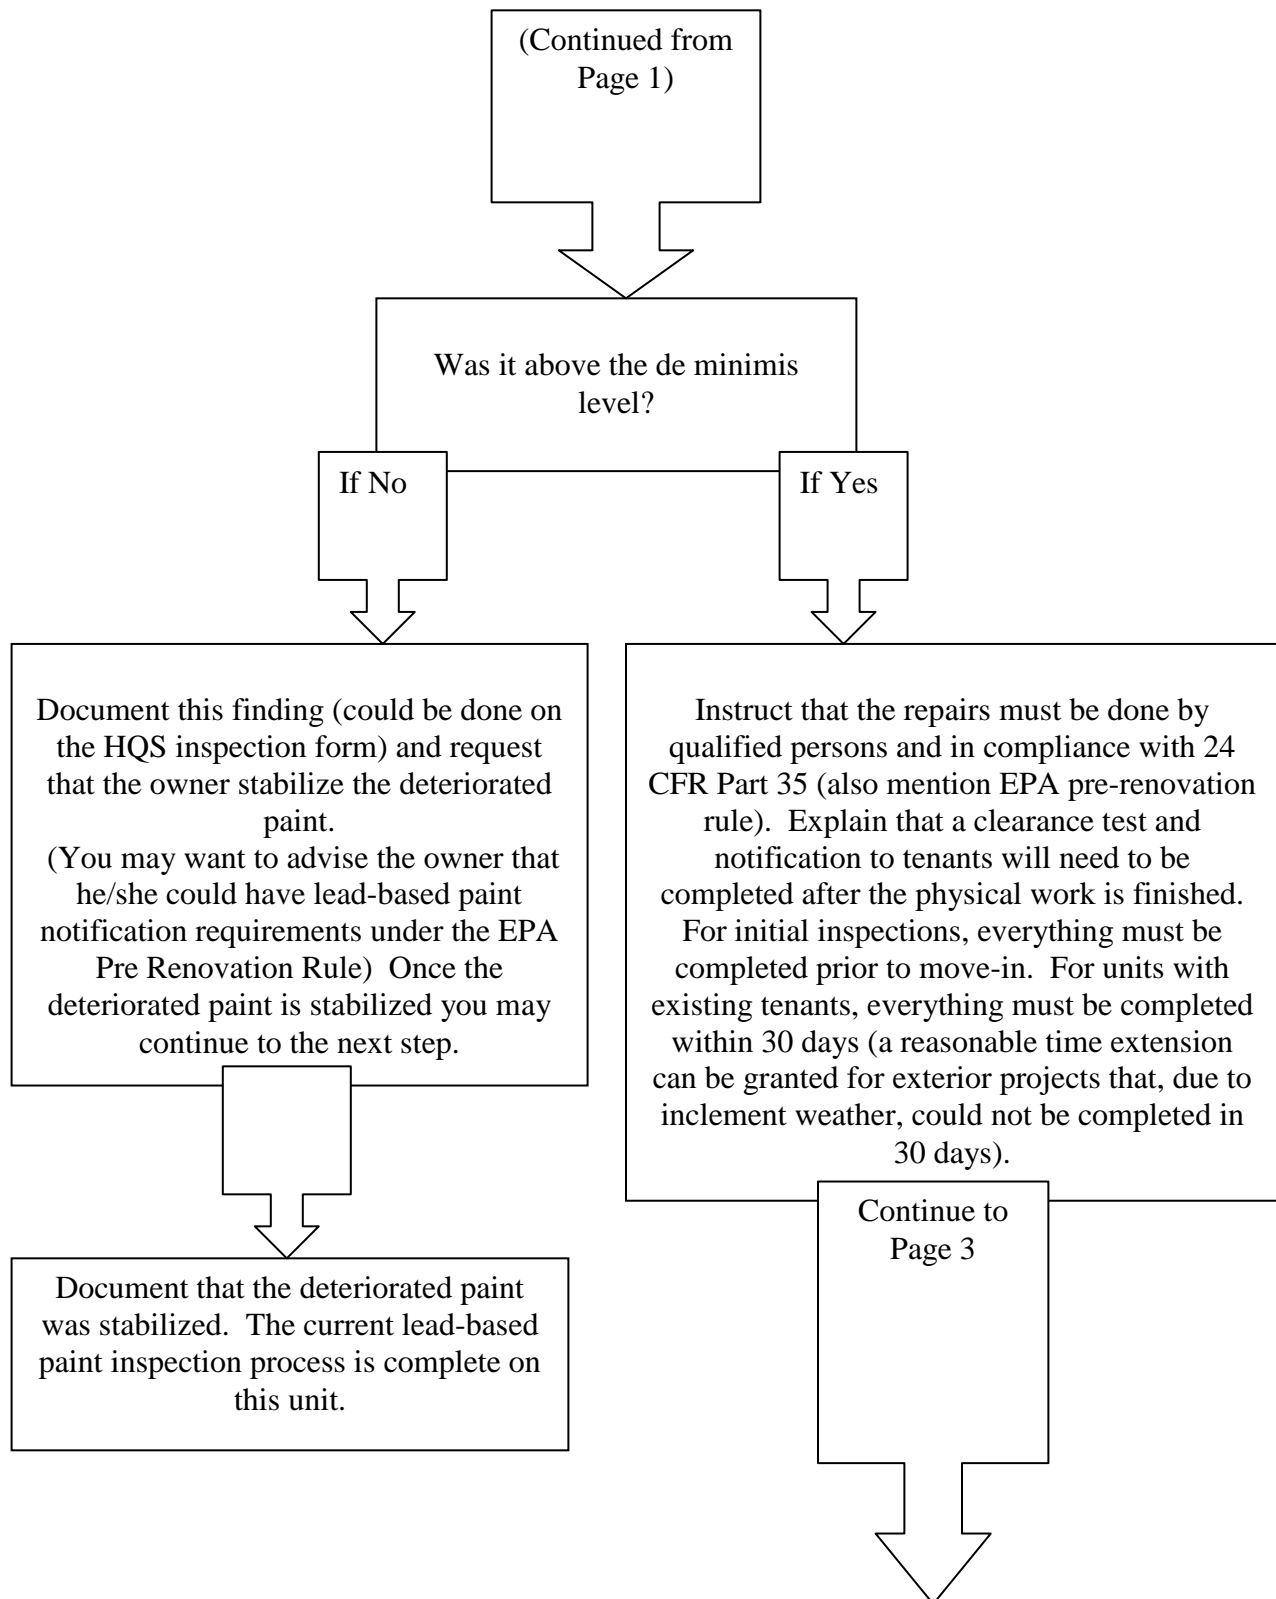 (Continued from
Page 1)
Was it above the de minimis
level?
If No
If Yes
Document this finding (could be done on
the HQS inspection form) and request
that the owner stabilize the deteriorated
paint.
(You may want to advise the owner that
he/she could have lead-based paint
notification requirements under the EPA
Pre Renovation Rule)  Once the
deteriorated paint is stabilized you may
continue to the next step.
Instruct that the repairs must be done by
qualified persons and in compliance with 24
CFR Part 35 (also mention EPA pre-renovation
rule).  Explain that a clearance test and
notification to tenants will need to be
completed after the physical work is finished.
For initial inspections, everything must be
completed prior to move-in.  For units with
existing tenants, everything must be completed
within 30 days (a reasonable time extension
can be granted for exterior projects that, due to
inclement weather, could not be completed in
30 days).
Document that the deteriorated paint
was stabilized.  The current lead-based
paint inspection process is complete on
this unit.
Continue to
Page 3